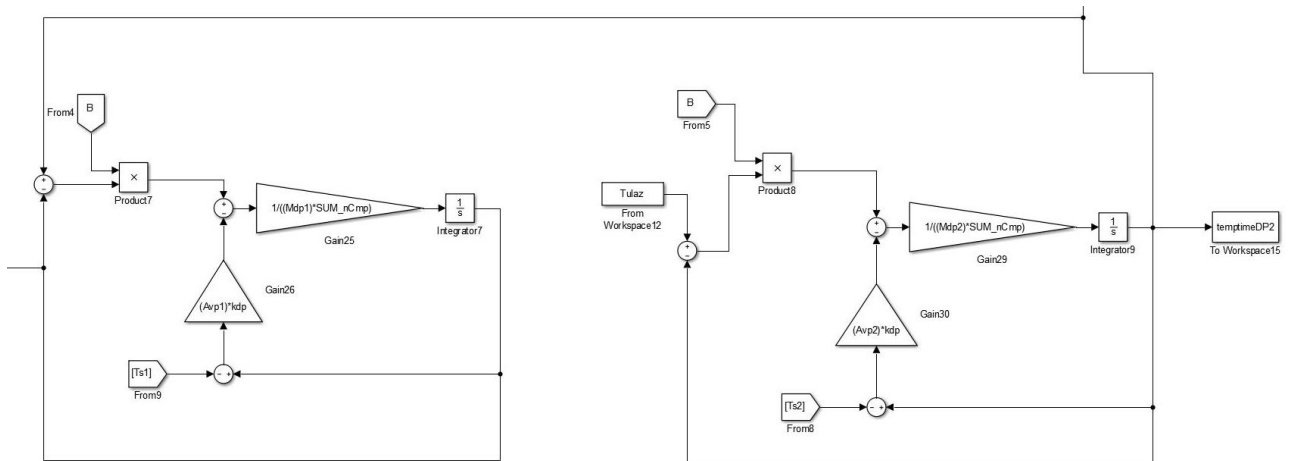 B
From4
+
−
×
Product7
+
−
1/((Mdp1)*SUM_nCmp)
Gain25
1
s
Integrator7
(Avp1)*kdp
Gain26
[Ts1]
From9
− +
B
From5
Tulaz
From
Workspace12
+
−
×
Product8
+
−
1/((Mdp2)*SUM_nCmp)
Gain29
1
s
Integrator9
temptimeDP2
To Workspace15
(Avp2)*kdp
Gain30
[Ts2]
From8
− +